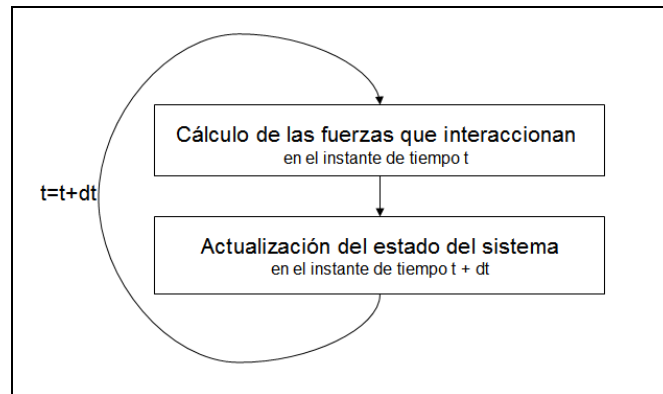 Cálculo de las fuerzas que interaccionan
en el instante de tiempo t
t=t+dt
Actualización del estado del sistema
en el instante de tiempo t + dt